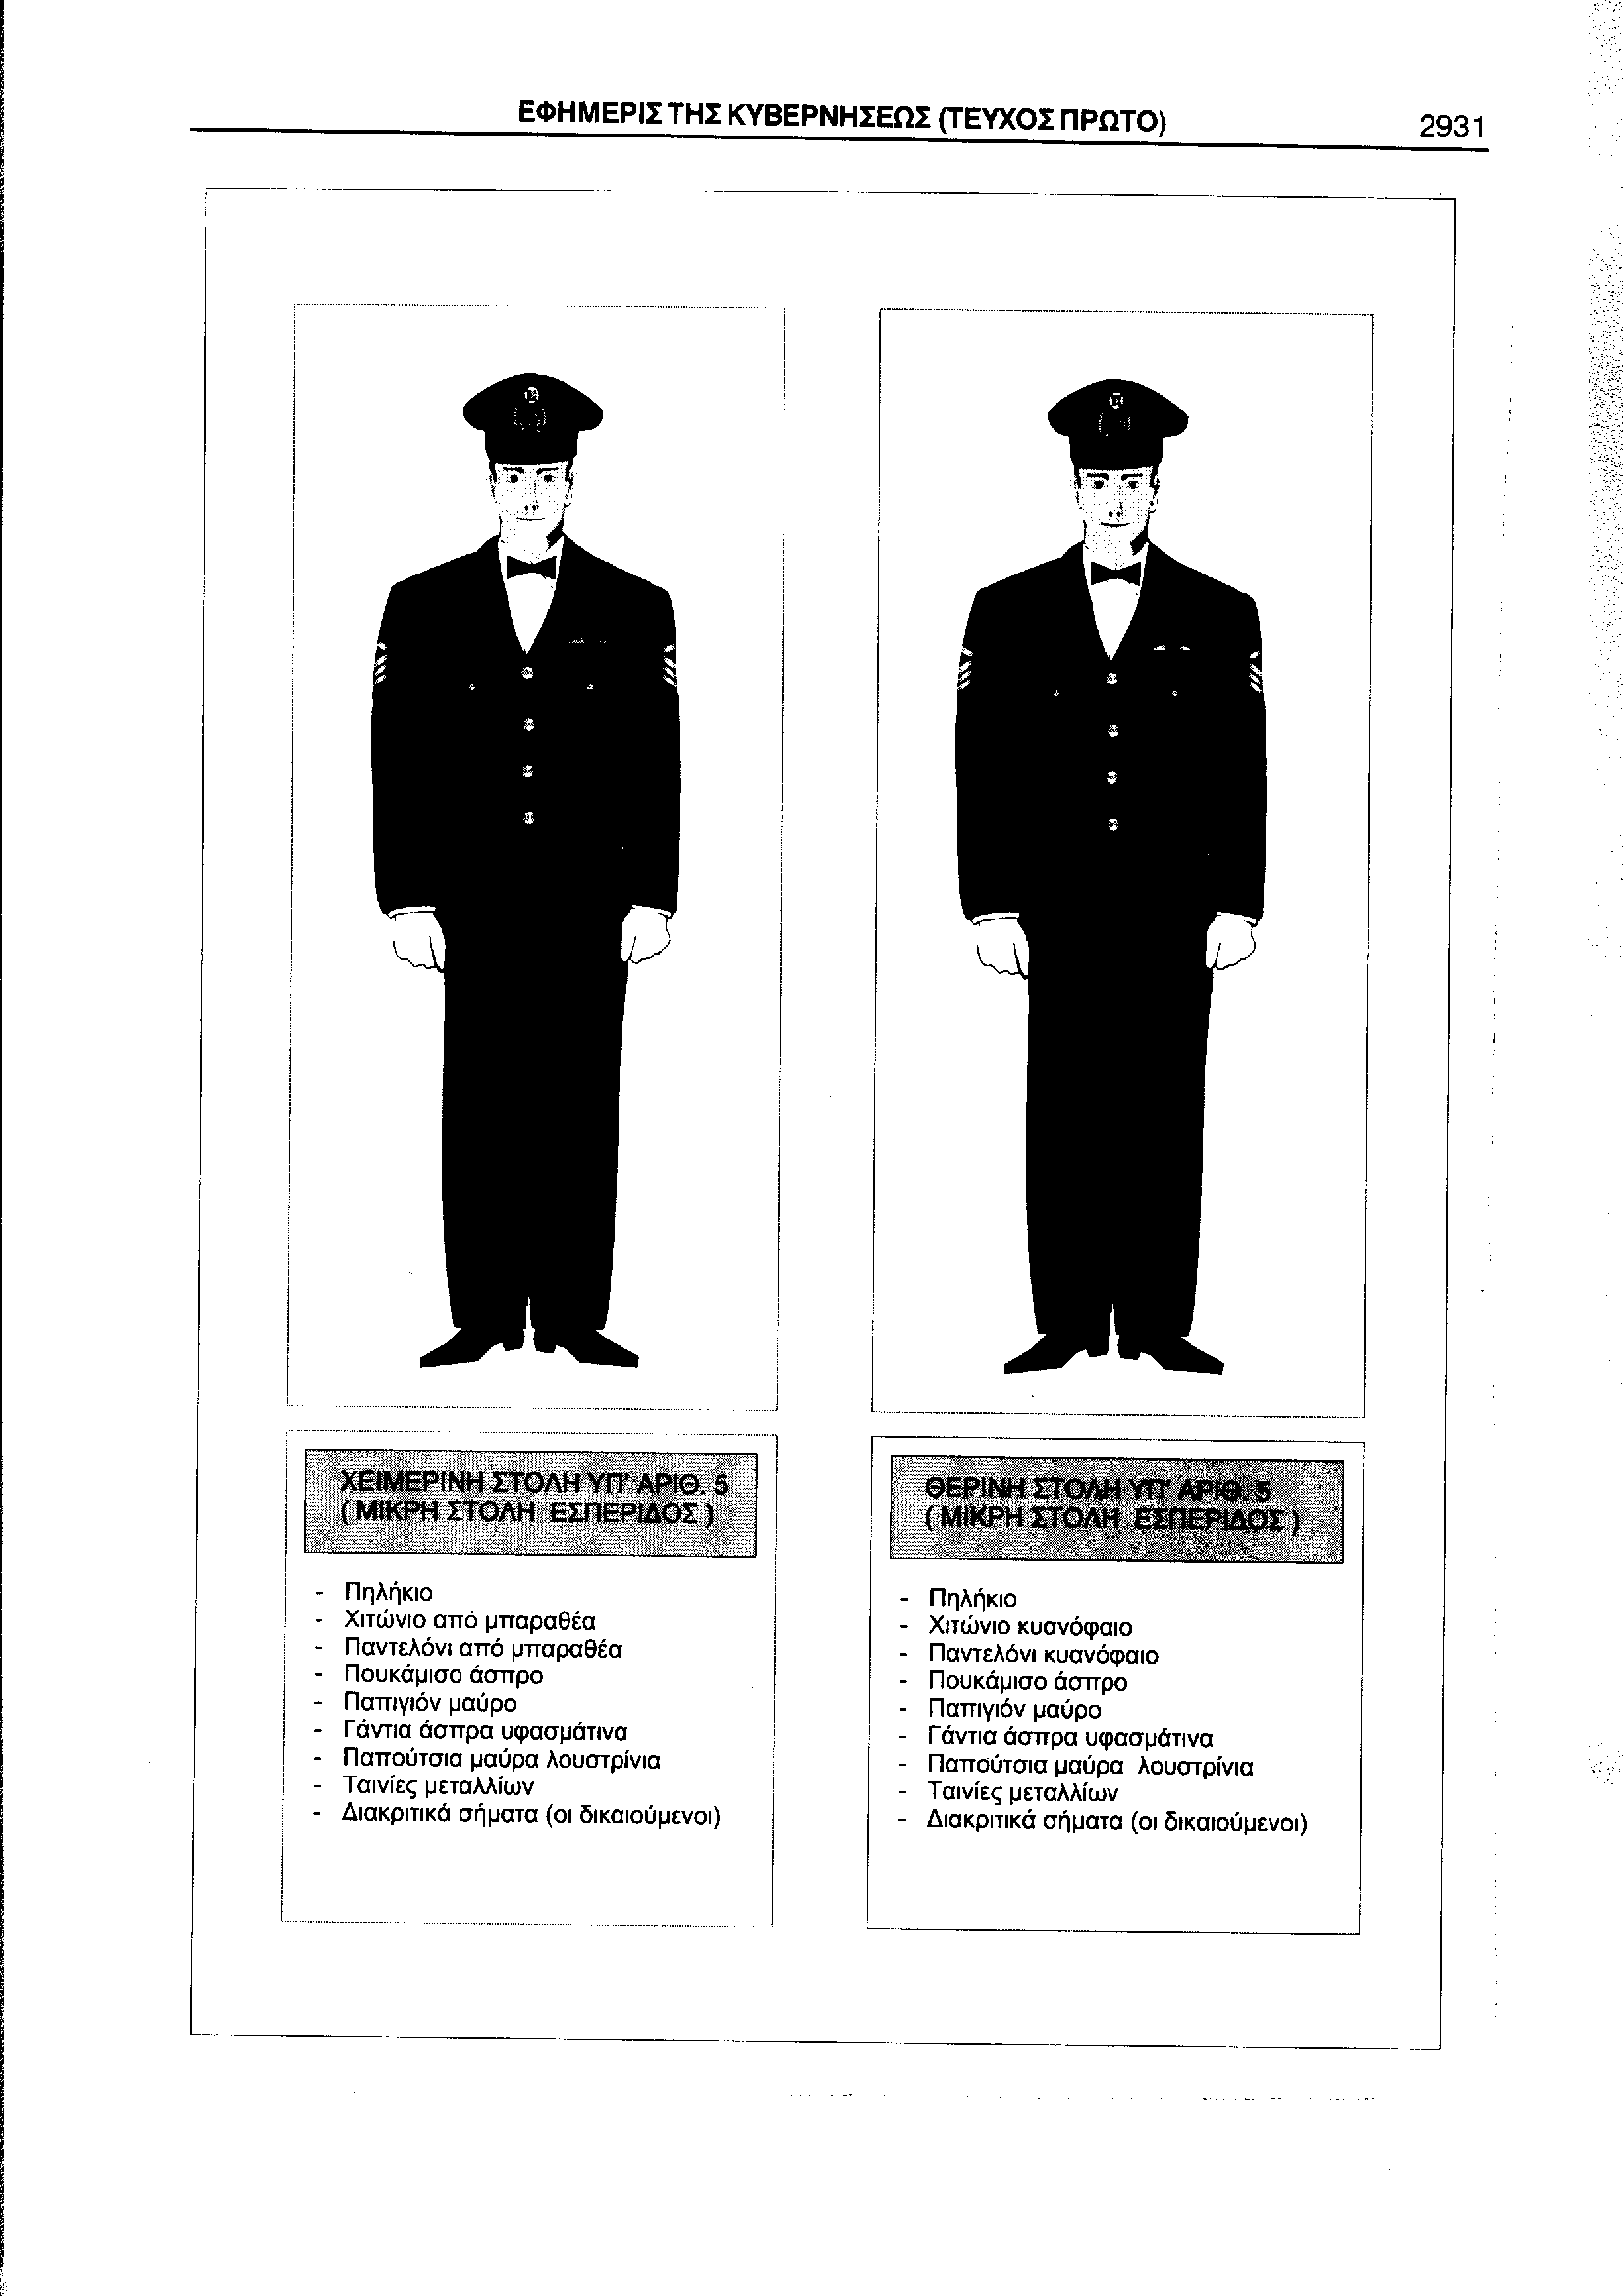 ΕΦΗΜΕΡΙΣ ΤΗΣ ΚΥΒΕΡΝΗΣΕΩΣ (ΤΕΥΧΟΣ ΠΡΩΤΟ)
2931
ΧΕΙΜΕΡΙΝΗ ΣΤΟΛΗ ΥΠ' ΑΡΙΘ. 5
( ΜΙΚΡΗ ΣΤΟΛΗ ΕΣΠΕΡΙΔΟΣ )
- Πηλήκιο
- Χιτώνιο από μπαραθέα
- Παντελόνι από μπαραθέα
- Πουκάμισο άσπρο
- Παπιγιόν μαύρο
- Γάντια άσπρα υφασμάτινα
- Παπούτσια μαύρα λουστρίνια
- Ταινίες μεταλλίων
- Διακριτικά σήματα (οι δικαιούμενοι)
ΘΕΡΙΝΗ ΣΤΟΛΗ ΥΠ' ΑΡΙΘ. 5
( ΜΙΚΡΗ ΣΤΟΛΗ ΕΣΠΕΡΙΔΟΣ )
- Πηλήκιο
- Χιτώνιο κυανόφαιο
- Παντελόνι κυανόφαιο
- Πουκάμισο άσπρο
- Παπιγιόν μαύρο
- Γάντια άσπρα υφασμάτινα
- Παπούτσια μαύρα λουστρίνια
- Ταινίες μεταλλίων
- Διακριτικά σήματα (οι δικαιούμενοι)